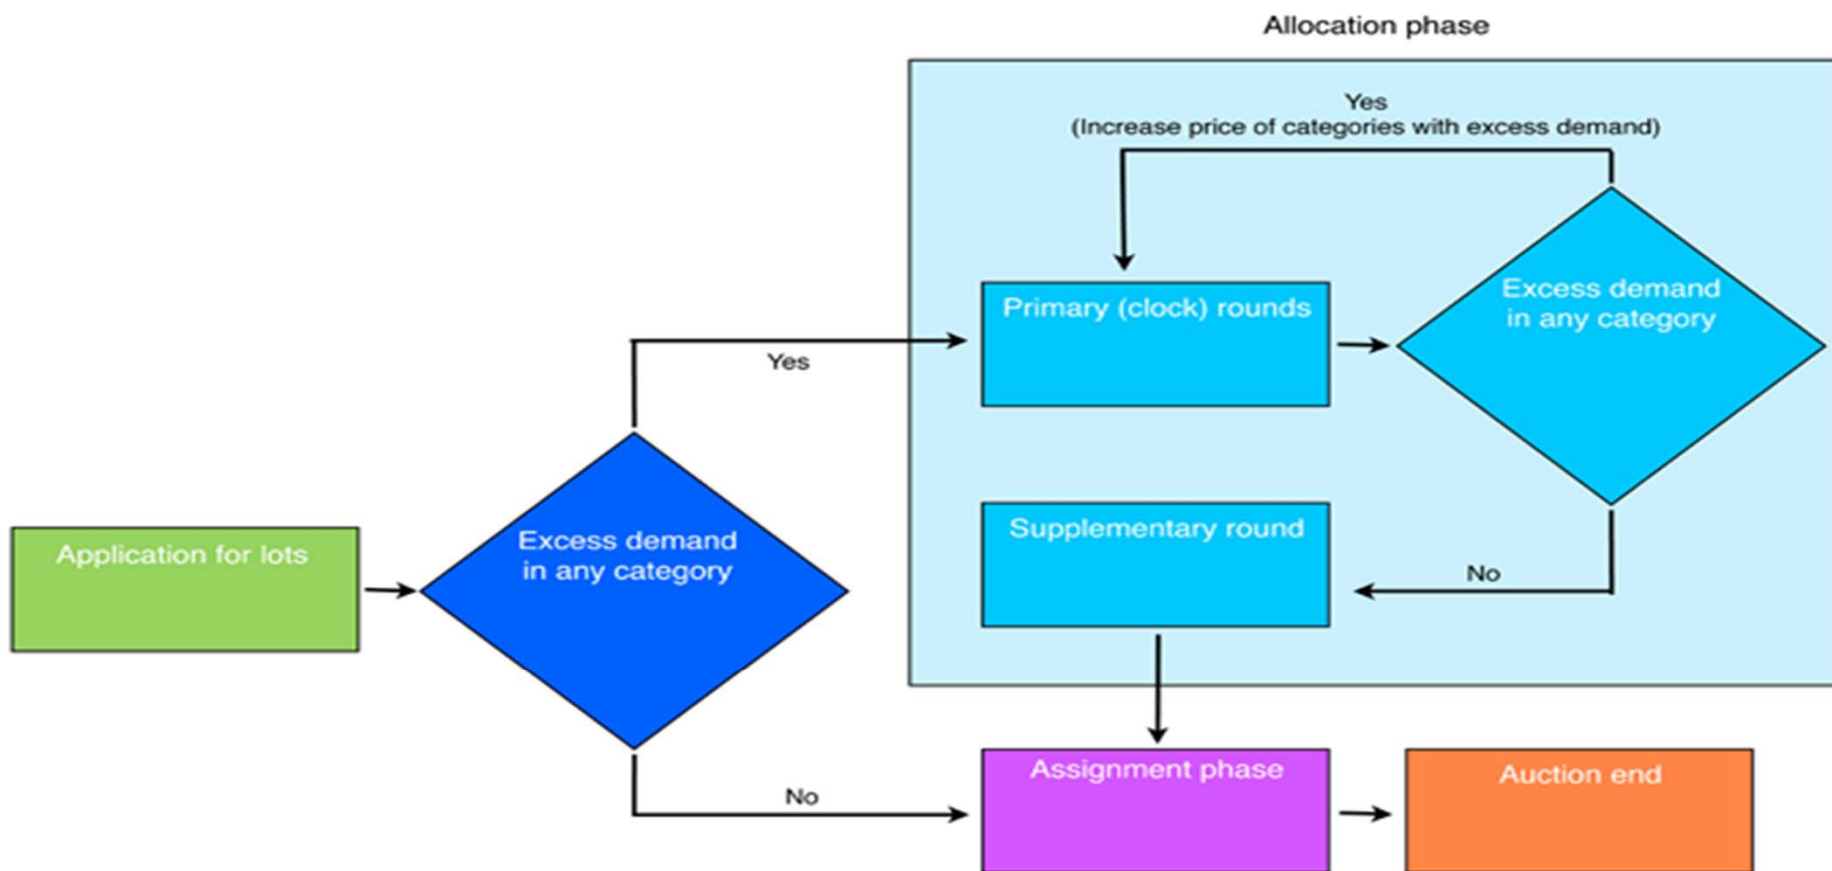 Allocation phase
Yes
(Increase price of categories with excess demand)
Primary (clock) rounds
Excess demand
in any category
Yes
Supplementary round
No
Application for lots
Excess demand
in any category
No
Assignment phase
Auction end